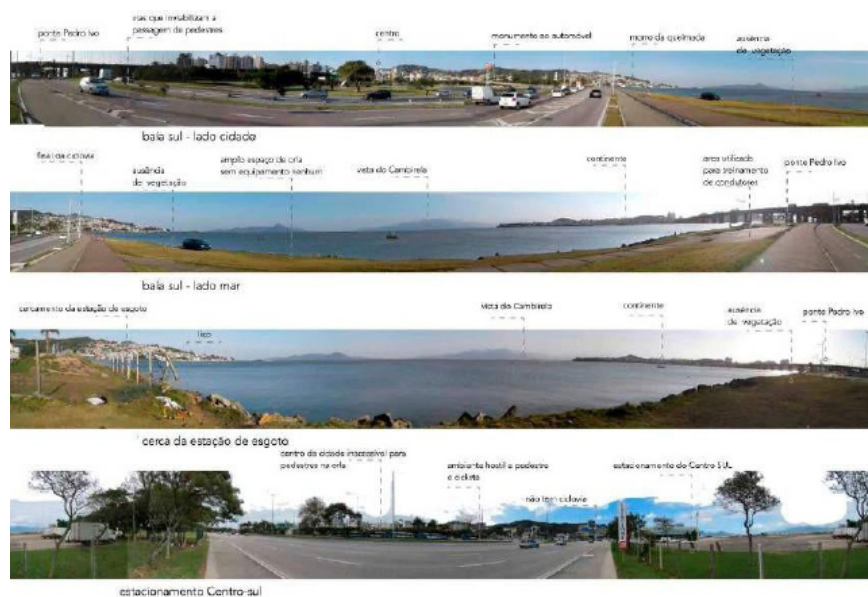 ponte Pedro Ivo
vias que inviabilizam a
passagem de pedestres
centro
monumento ao automóvel
morro da queimada
ausência
de vegetação
baía sul - lado cidade
final da ciclovia
ausência
de vegetação
amplo espaço de orla
sem equipamento nenhum
vista do Cambirela
continente
area utilizada
para treinamento
de condutores
ponte Pedro Ivo
baía sul - lado mar
cercamento da estação de esgoto
lixo
vista do Cambirela
continente
ausência
de vegetação
ponte Pedro Ivo
cerca da estação de esgoto
centro da cidade inacessível para
pedestres na orla
ambiente hostil a pedestre
e ciclista
não tem ciclovia
estacionamento do Centro SUL
estacionamento Centro-sul